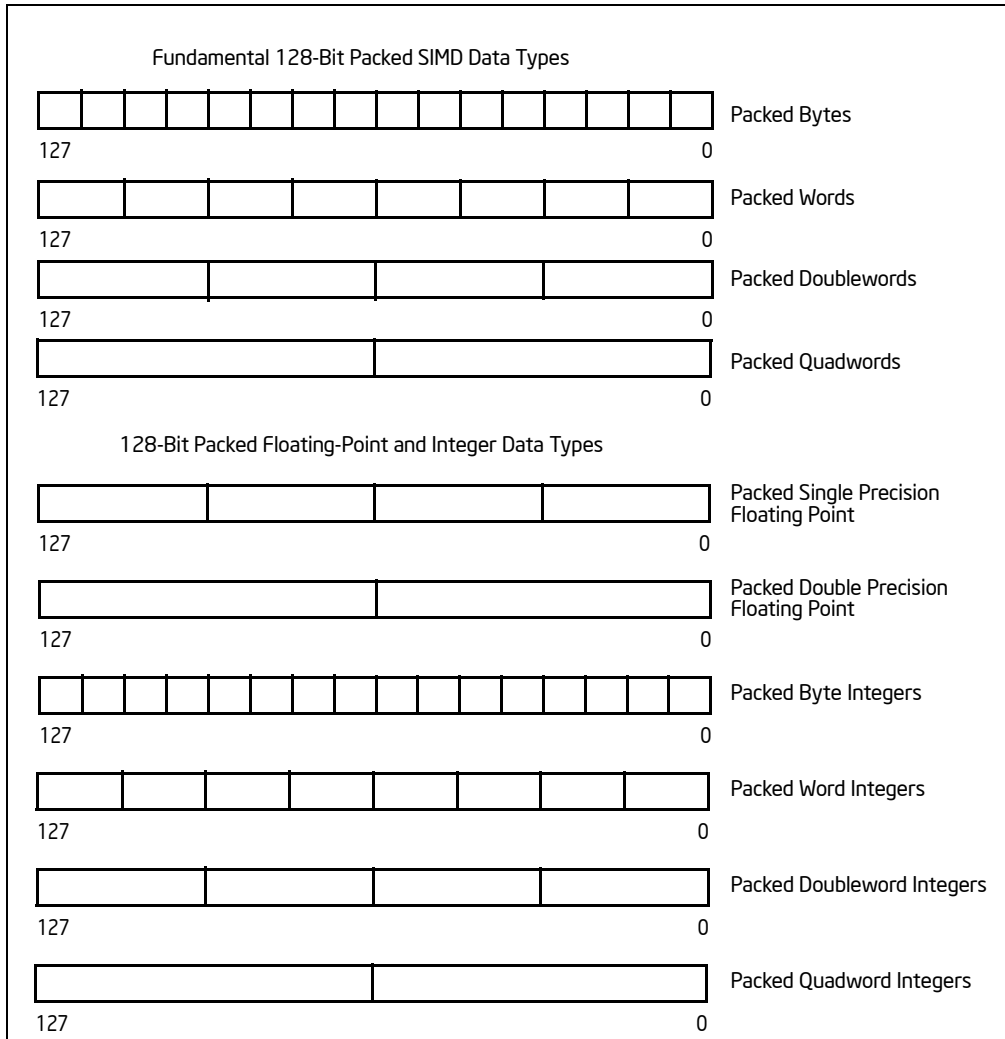 Fundamental 128-Bit Packed SIMD Data Types
Packed Bytes
127 0
Packed Words
127 0
Packed Doublewords
127 0
Packed Quadwords
127 0
128-Bit Packed Floating-Point and Integer Data Types
Packed Single Precision
Floating Point
127 0
Packed Double Precision
Floating Point
127 0
Packed Byte Integers
127 0
Packed Word Integers
127 0
Packed Doubleword Integers
127 0
Packed Quadword Integers
127 0